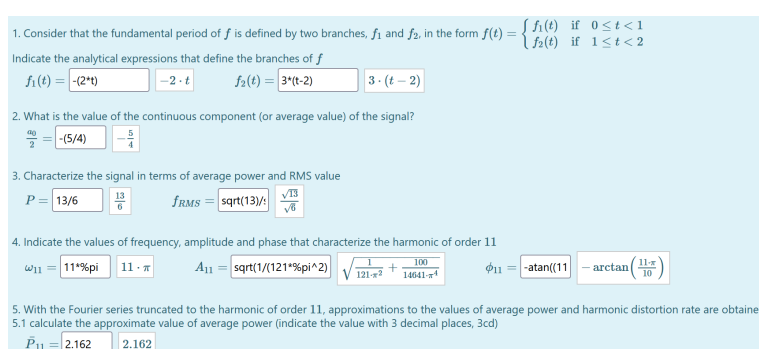 1. Consider that the fundamental period of f is defined by two branches, f₁ and f₂, in the form f(t) = { f₁(t) if 0 ≤ t < 1
f₂(t) if 1 ≤ t < 2
Indicate the analytical expressions that define the branches of f
f₁(t) = -(2*t) −2 · t f₂(t) = 3*(t-2) 3 · (t − 2)
2. What is the value of the continuous component (or average value) of the signal?
a₀/2 = -(5/4) −5/4
3. Characterize the signal in terms of average power and RMS value
P = 13/6 13/6 f_RMS = sqrt(13)/ √13/√6
4. Indicate the values of frequency, amplitude and phase that characterize the harmonic of order 11
ω₁₁ = 11*%pi 11 · π A₁₁ = sqrt(1/(121*%pi^2) √(1/(121·π²) + 100/(14641·π⁴)) ϕ₁₁ = -atan((11 − arctan(11·π/10)
5. With the Fourier series truncated to the harmonic of order 11, approximations to the values of average power and harmonic distortion rate are obtaine
5.1 calculate the approximate value of average power (indicate the value with 3 decimal places, 3cd)
P̄₁₁ = 2.162 2.162